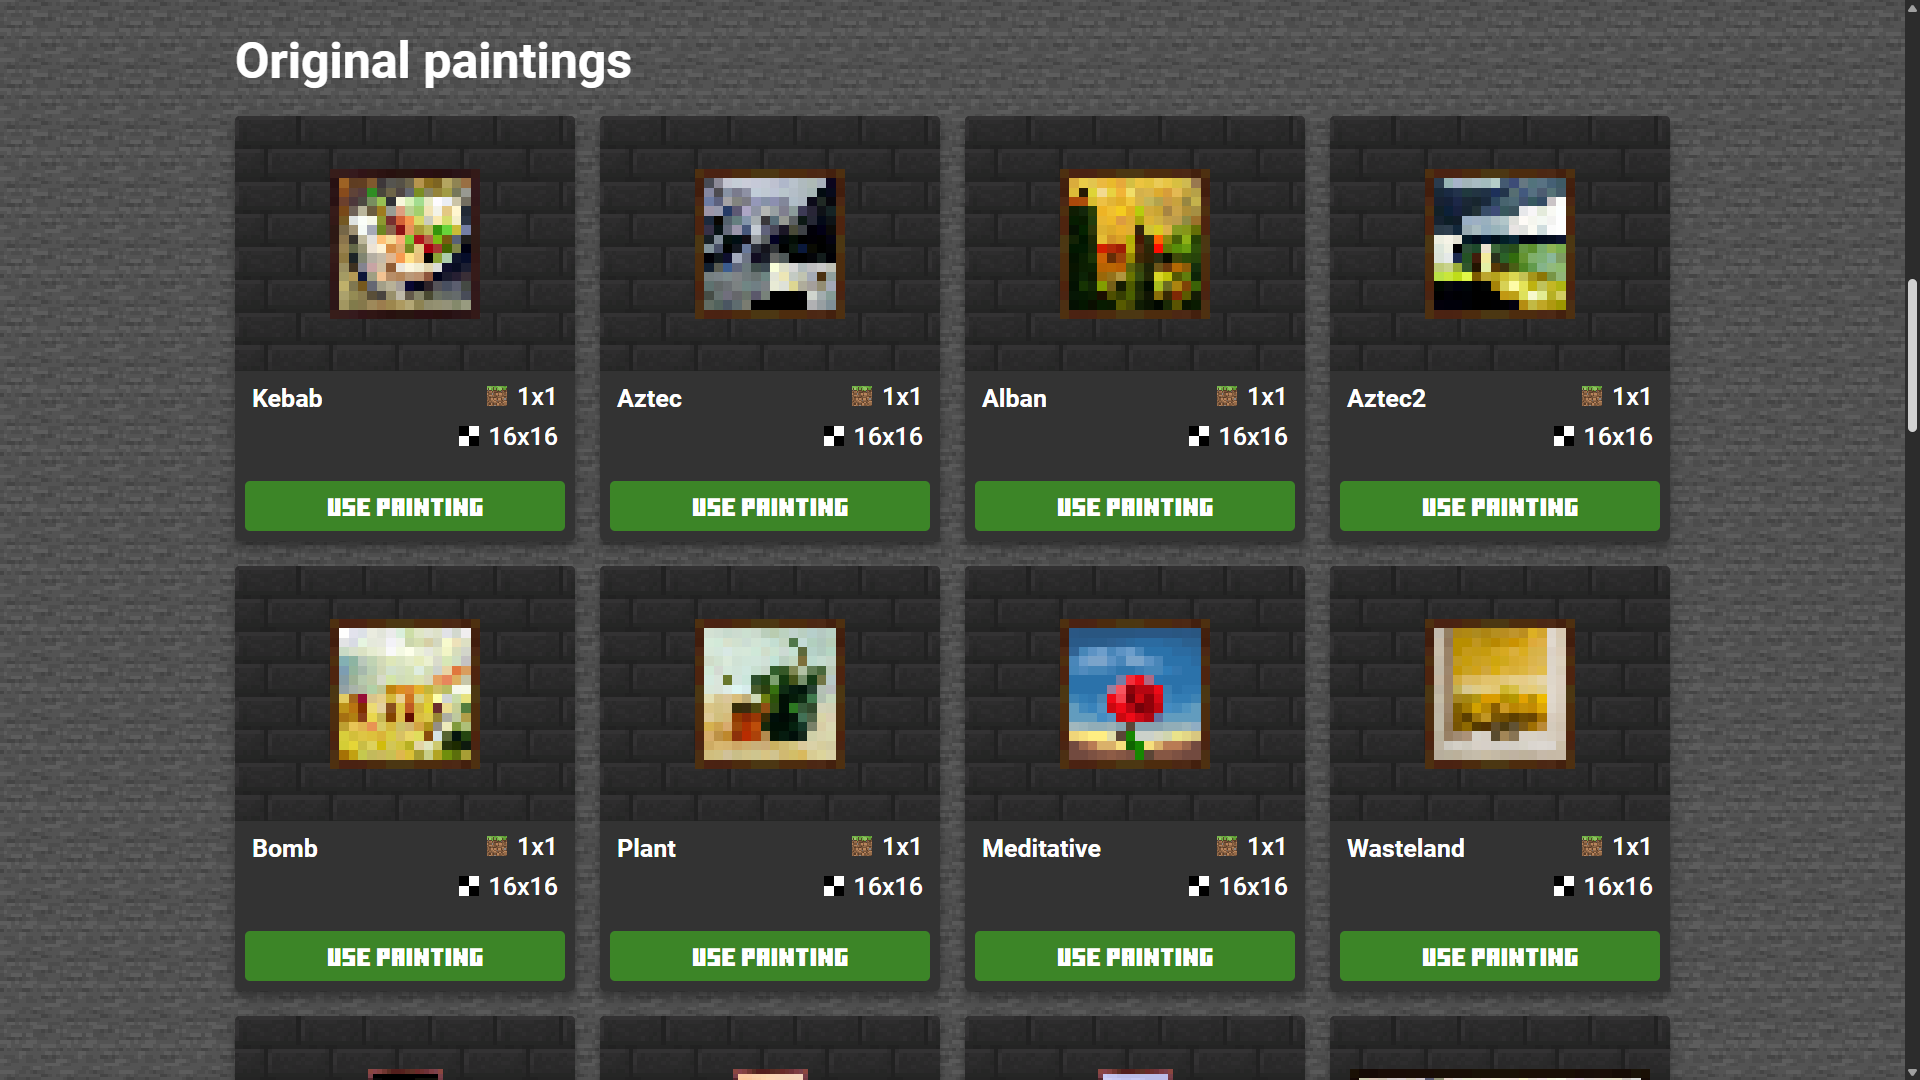 Original paintings
Kebab 1x1
16x16
USE PAINTING
Aztec 1x1
16x16
USE PAINTING
Alban 1x1
16x16
USE PAINTING
Aztec2 1x1
16x16
USE PAINTING
Bomb 1x1
16x16
USE PAINTING
Plant 1x1
16x16
USE PAINTING
Meditative 1x1
16x16
USE PAINTING
Wasteland 1x1
16x16
USE PAINTING